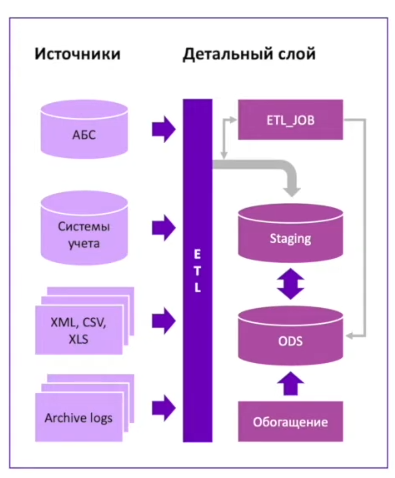 Источники
Детальный слой
АБС
ETL_JOB
Системы
учета
Staging
E
T
L
XML, CSV,
XLS
ODS
Archive logs
Обогащение